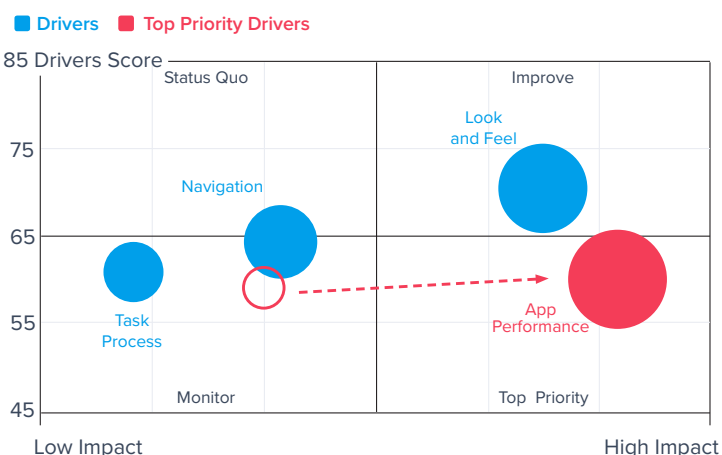 Drivers
Top Priority Drivers
85 Drivers Score
Status Quo
Improve
Look
and Feel
75
Navigation
65
App
Performance
Task
Process
55
Monitor
Top Priority
45
Low Impact
High Impact